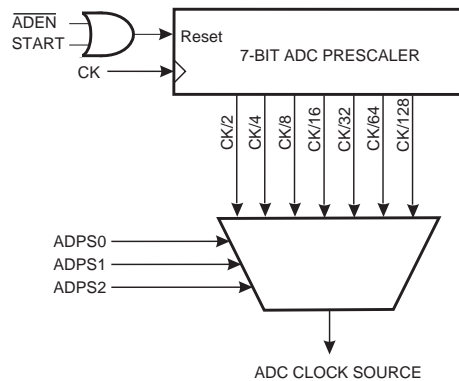 ADEN
START
Reset
7-BIT ADC PRESCALER
CK
CK/2
CK/4
CK/8
CK/16
CK/32
CK/64
CK/128
ADPS0
ADPS1
ADPS2
ADC CLOCK SOURCE